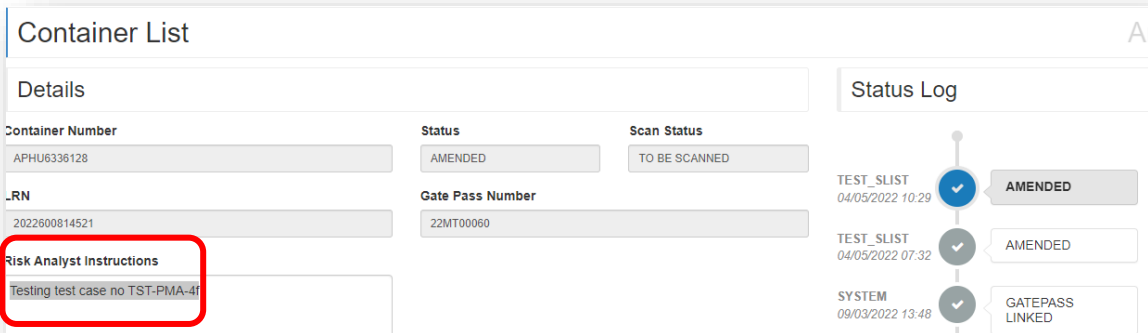 Container List
A
Details
Status Log
Container Number
Status
Scan Status
APHU6336128
AMENDED
TO BE SCANNED
LRN
Gate Pass Number
2022600814521
22MT00060
Risk Analyst Instructions
Testing test case no TST-PMA-4f
TEST_SLIST
04/05/2022 10:29
AMENDED
TEST_SLIST
04/05/2022 07:32
AMENDED
SYSTEM
09/03/2022 13:48
GATEPASS
LINKED